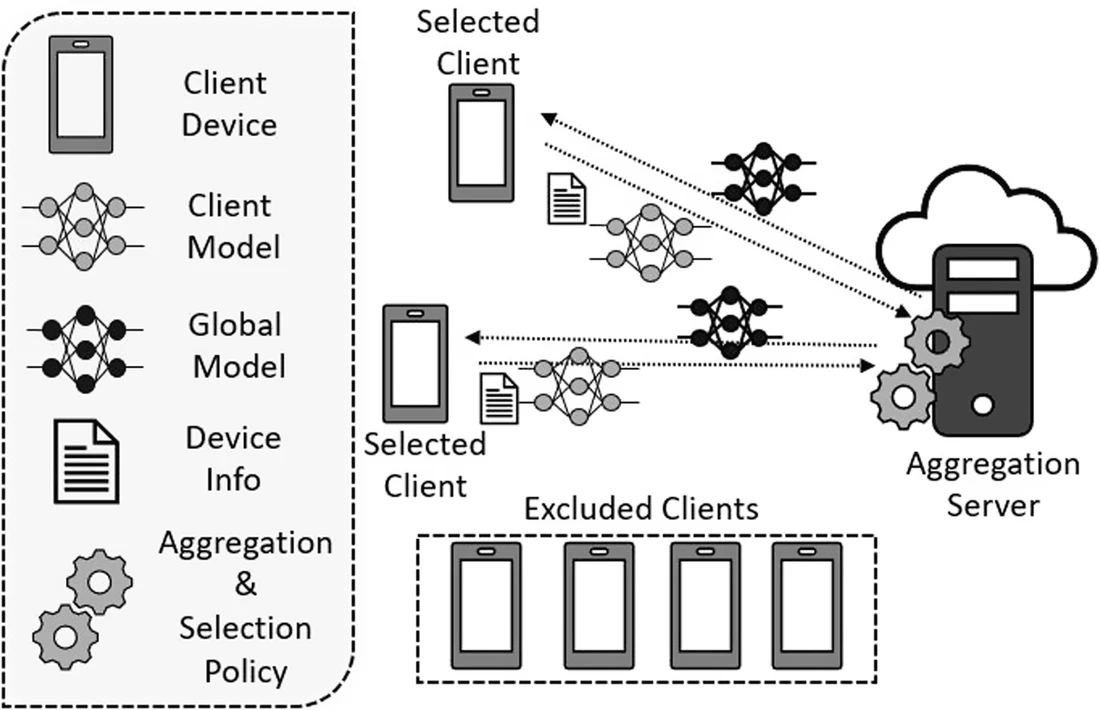 Client
Device
Client
Model
Global
Model
Device
Info
Aggregation
&
Selection
Policy
Selected
Client
Selected
Client
Aggregation
Server
Excluded Clients